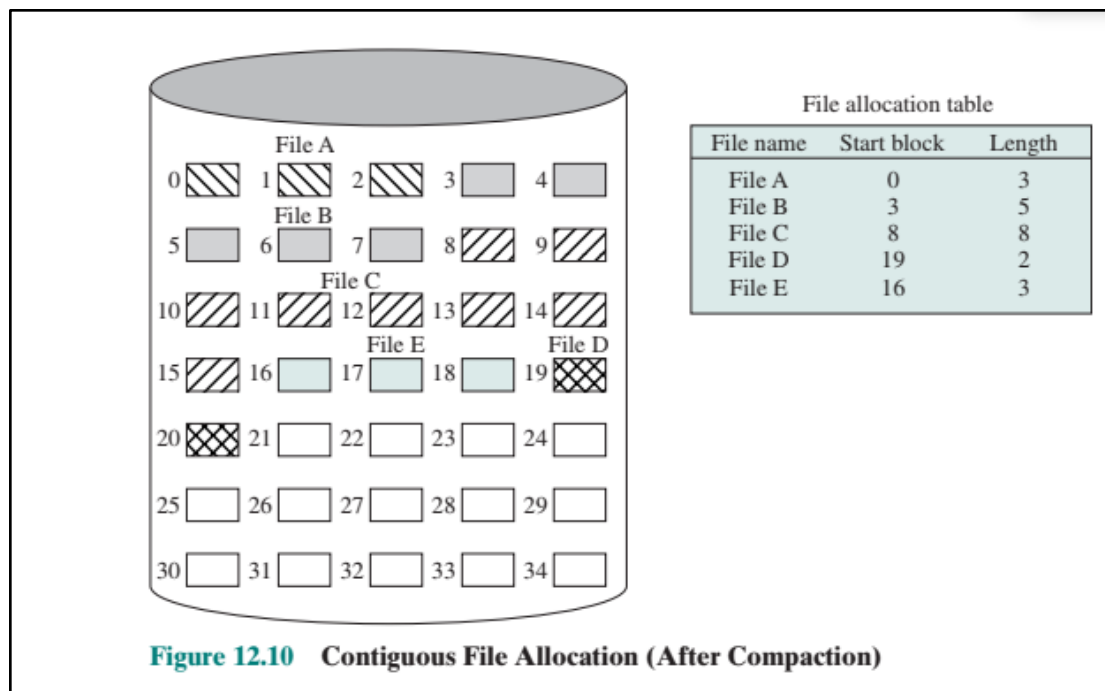 File allocation table
File name Start block Length
File A 0 3
File B 3 5
File C 8 8
File D 19 2
File E 16 3
File A
0 1 2 3 4
File B
5 6 7 8 9
File C
10 11 12 13 14
File E File D
15 16 17 18 19
20 21 22 23 24
25 26 27 28 29
30 31 32 33 34
Figure 12.10 Contiguous File Allocation (After Compaction)